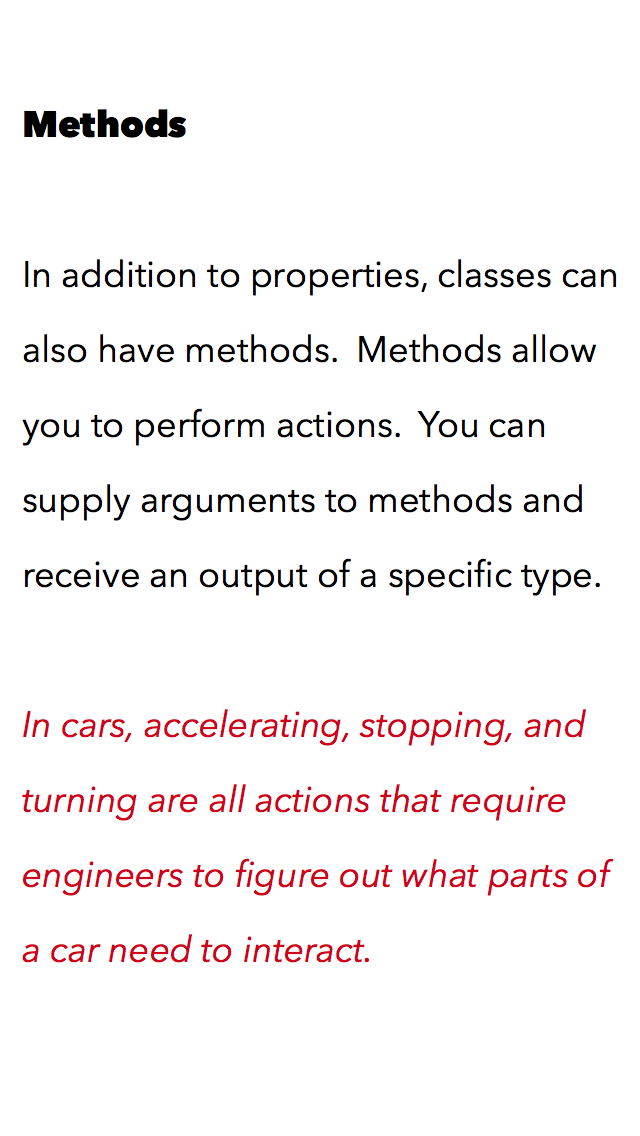 Methods
In addition to properties, classes can
also have methods.  Methods allow
you to perform actions.  You can
supply arguments to methods and
receive an output of a specific type.
In cars, accelerating, stopping, and
turning are all actions that require
engineers to figure out what parts of
a car need to interact.